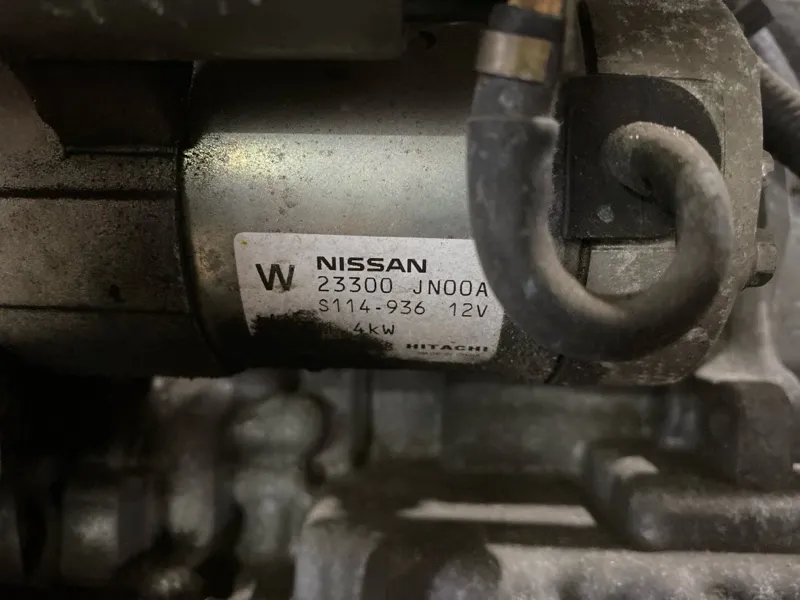 W NISSAN
23300 JN00A
S114-936 12V
4kW
HITACHI